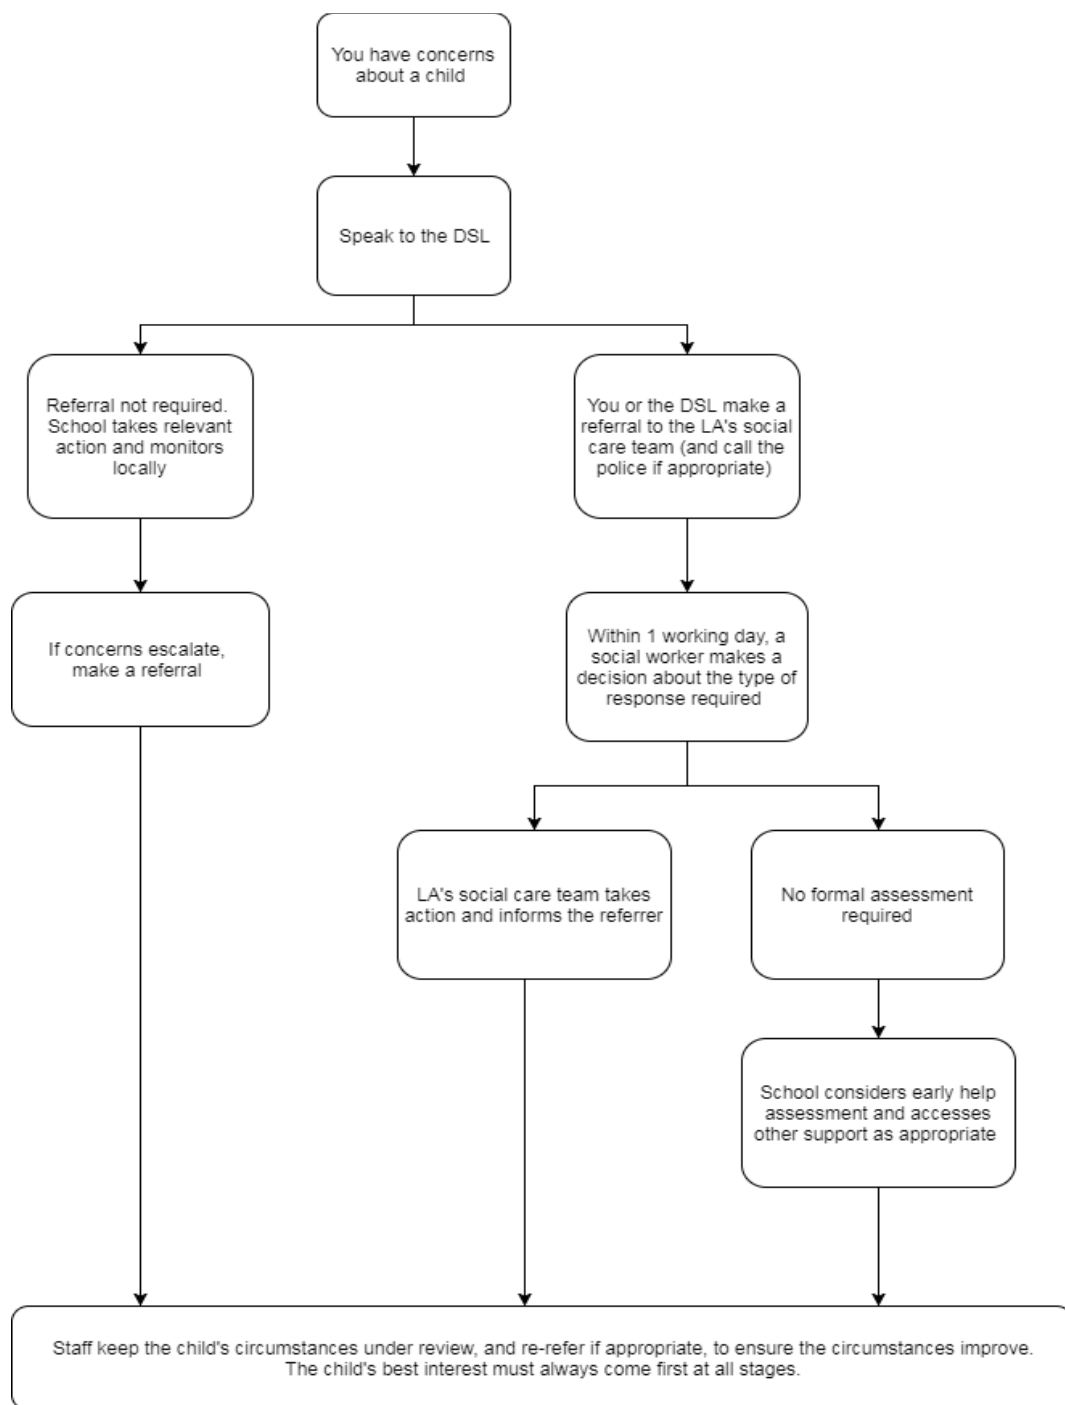 You have concerns
about a child
Speak to the DSL
Referral not required.
School takes relevant
action and monitors
locally
You or the DSL make a
referral to the LA's social
care team (and call the
police if appropriate)
If concerns escalate,
make a referral
Within 1 working day, a
social worker makes a
decision about the type of
response required
LA's social care team takes
action and informs the referrer
No formal assessment
required
School considers early help
assessment and accesses
other support as appropriate
Staff keep the child's circumstances under review, and re-refer if appropriate, to ensure the circumstances improve.
The child's best interest must always come first at all stages.